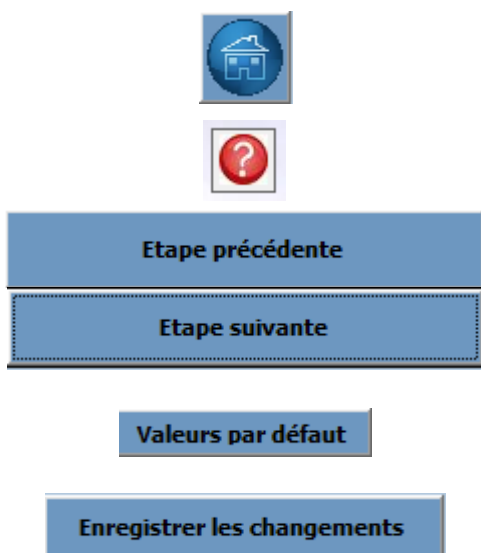 ?
Etape précédente
Etape suivante
Valeurs par défaut
Enregistrer les changements